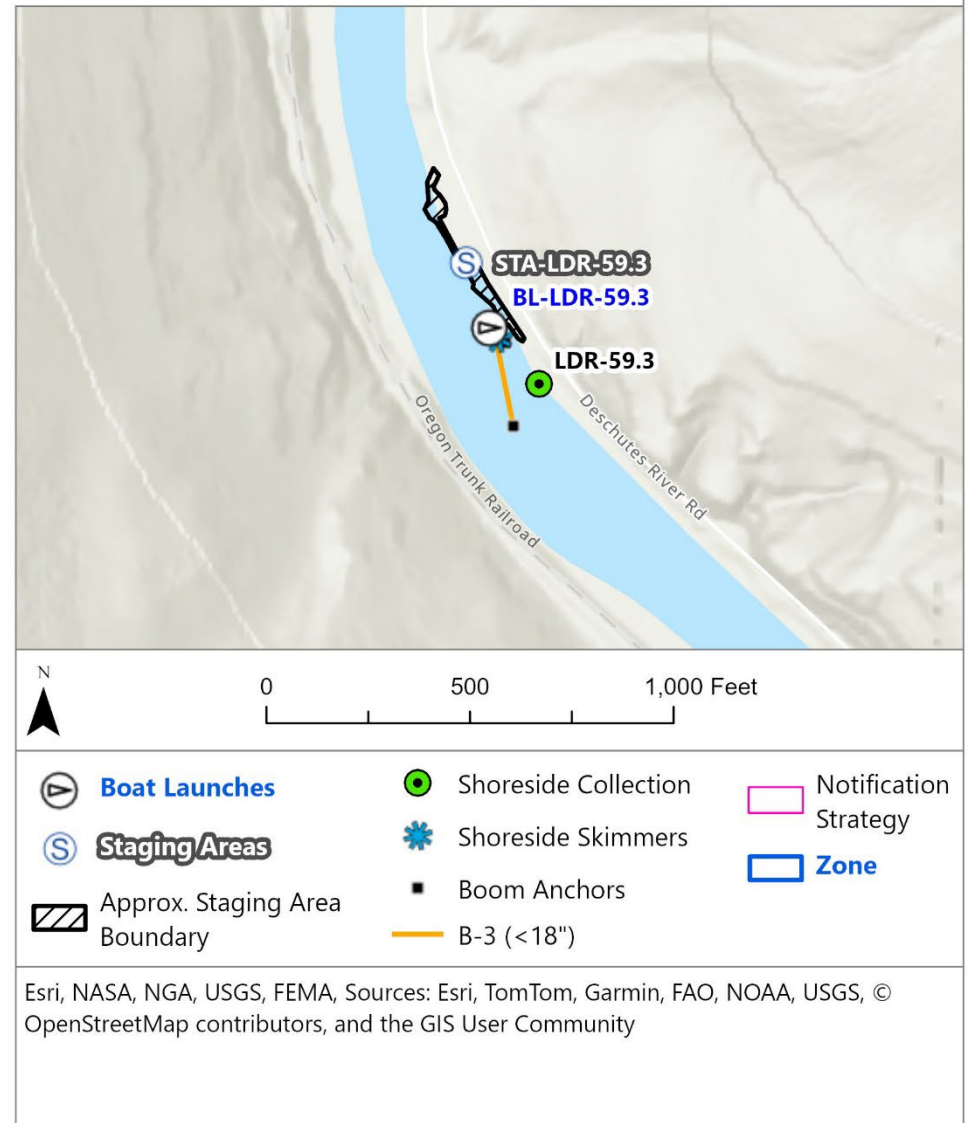 STA-LDR-59.3
BL-LDR-59.3
LDR-59.3
Oregon Trunk Railroad
Deschutes River Rd
N
0 500 1,000 Feet
Boat Launches
Staging Areas
Approx. Staging Area
Boundary
Shoreside Collection
Shoreside Skimmers
Boom Anchors
B-3 (<18")
Notification
Strategy
Zone
Esri, NASA, NGA, USGS, FEMA, Sources: Esri, TomTom, Garmin, FAO, NOAA, USGS, ©
OpenStreetMap contributors, and the GIS User Community